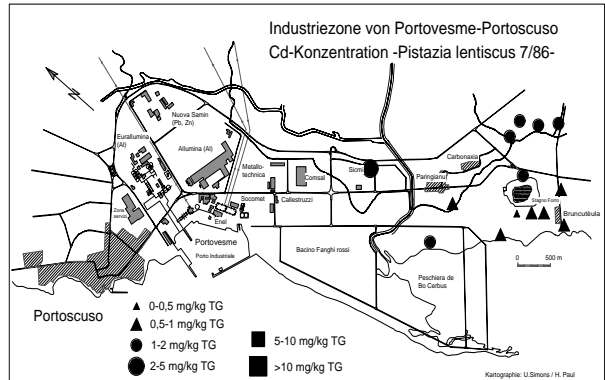 Industriezone von Portovesme-Portoscuso
Cd-Konzentration -Pistazia lentiscus 7/86-
N
Nuova Samin
(Pb, Zn)
Eurallumina
(Al)
Allumina (Al)
Metallo-
technica
Comsal
Sicmi
Carbonaxia
Paringianu
Zona
servizi
Socomet
Callestruzzi
Enel
Stagno Forro
Bruncutèula
Portovesme
Porto Industriale
Bacino Fanghi rossi
Peschiera de
Bo Cerbus
0 500 m
Portoscuso
0-0,5 mg/kg TG
0,5-1 mg/kg TG
1-2 mg/kg TG
2-5 mg/kg TG
5-10 mg/kg TG
>10 mg/kg TG
Kartographie: U.Simons / H. Paul